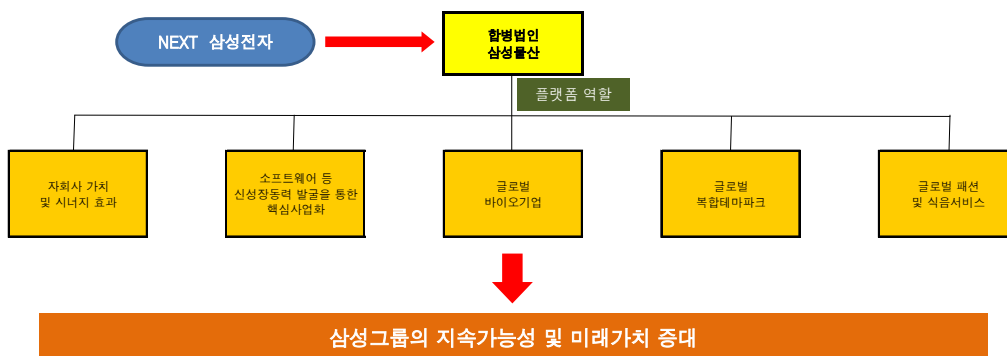 NEXT 삼성전자
합병법인
삼성물산
플랫폼 역할
자회사 가치
및 시너지 효과
소프트웨어 등
신성장동력 발굴을 통한
핵심사업화
글로벌
바이오기업
글로벌
복합테마파크
글로벌 패션
및 식음서비스
삼성그룹의 지속가능성 및 미래가치 증대